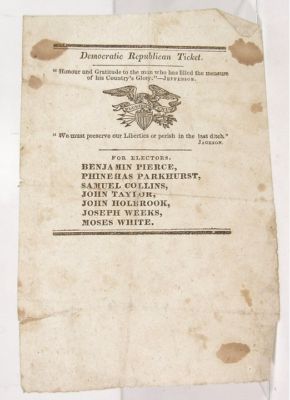 Democratic Republican Ticket.
"Honour and Gratitude to the man who has filled the measure
of his Country's Glory."—JEFFERSON.
"We must preserve our Liberties or perish in the last ditch."
JACKSON.
FOR ELECTORS,
BENJAMIN PIERCE,
PHINEHAS PARKHURST,
SAMUEL COLLINS,
JOHN TAYLOR,
JOHN HOLBROOK,
JOSEPH WEEKS,
MOSES WHITE.